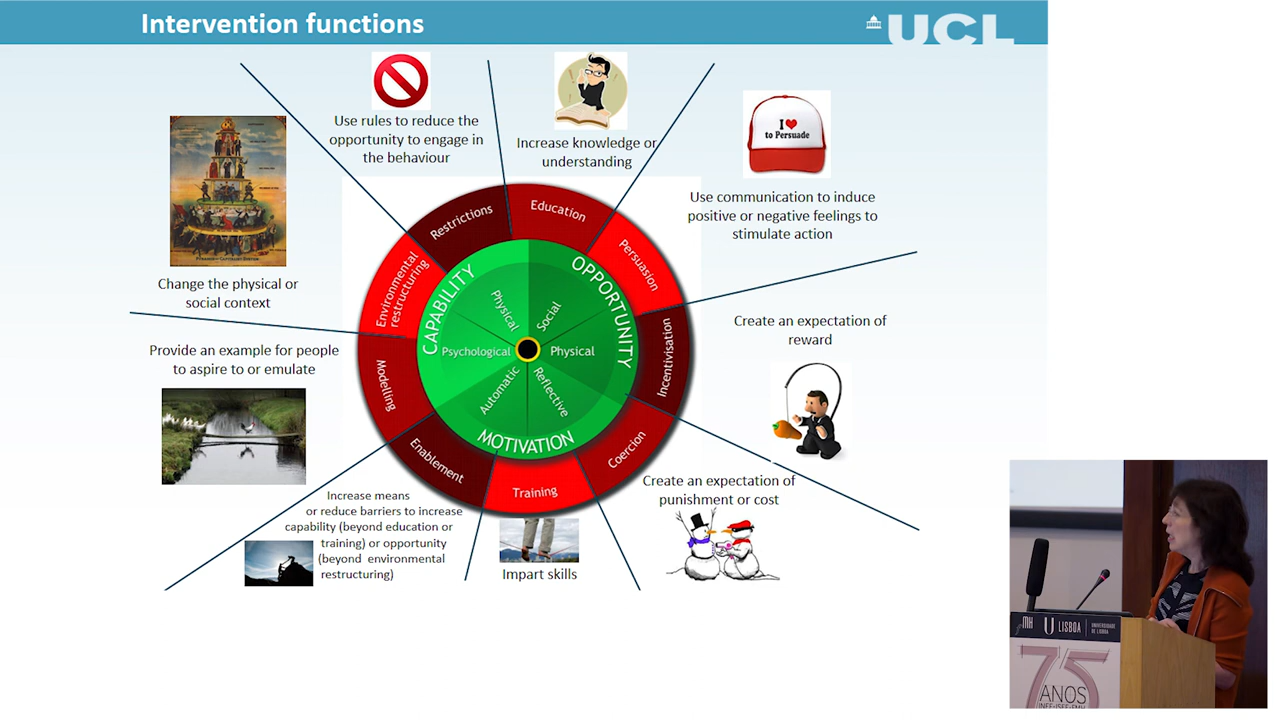 Intervention functions
UCL
Use rules to reduce the
opportunity to engage in
the behaviour
Increase knowledge or
understanding
I ❤
to Persuade
Use communication to induce
positive or negative feelings to
stimulate action
Change the physical or
social context
Create an expectation of
reward
Provide an example for people
to aspire to or emulate
Create an expectation of
punishment or cost
Increase means
or reduce barriers to increase
capability (beyond education or
training) or opportunity
(beyond environmental
restructuring)
Impart skills
Restrictions
Education
Persuasion
Incentivisation
Coercion
Training
Enablement
Modelling
Environmental
restructuring
CAPABILITY
OPPORTUNITY
MOTIVATION
Physical
Social
Physical
Reflective
Automatic
Psychological
MH
U LISBOA
UNIVERSIDADE
DE LISBOA
75
ANOS